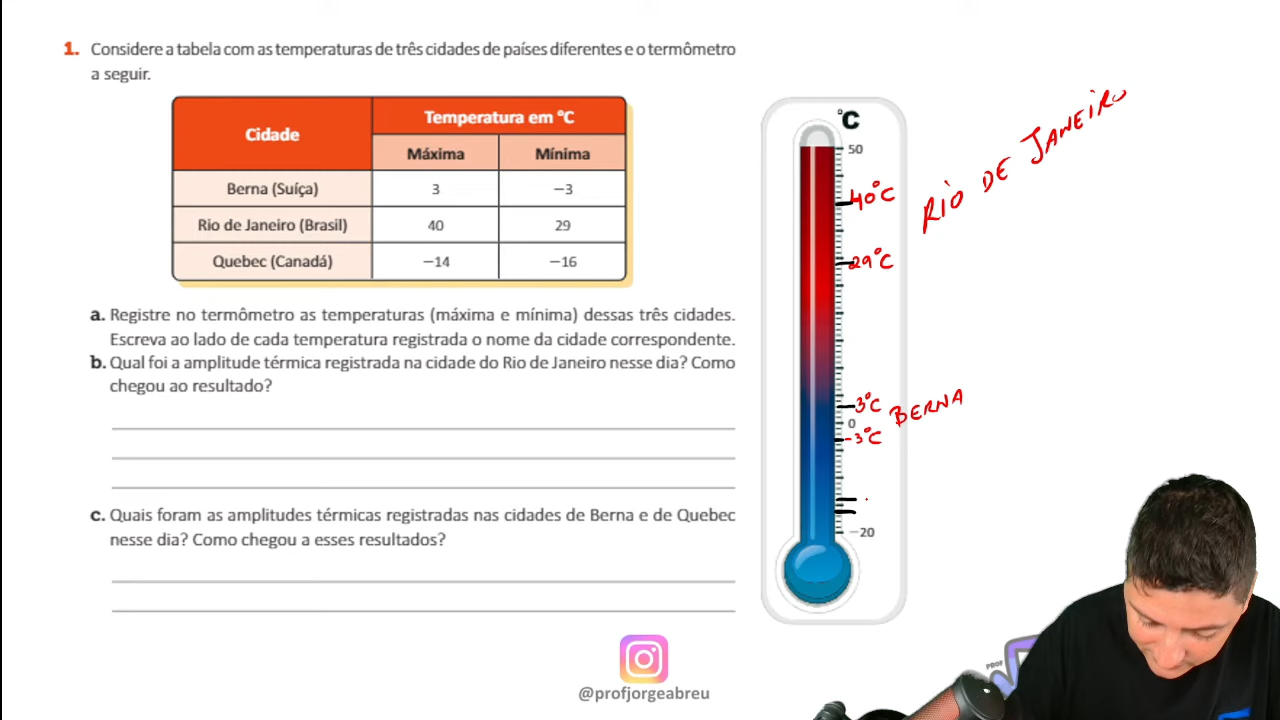 1. Considere a tabela com as temperaturas de três cidades de países diferentes e o termômetro
a seguir.
Cidade
Temperatura em °C
Máxima
Mínima
Berna (Suíça)
3
−3
Rio de Janeiro (Brasil)
40
29
Quebec (Canadá)
−14
−16
a. Registre no termômetro as temperaturas (máxima e mínima) dessas três cidades.
Escreva ao lado de cada temperatura registrada o nome da cidade correspondente.
b. Qual foi a amplitude térmica registrada na cidade do Rio de Janeiro nesse dia? Como
chegou ao resultado?
c. Quais foram as amplitudes térmicas registradas nas cidades de Berna e de Quebec
nesse dia? Como chegou a esses resultados?
°C
50
40°C
29°C
RIO DE JANEIRO
3°C
0
-3°C
BERNA
−20
@profjorgeabreu
PROF